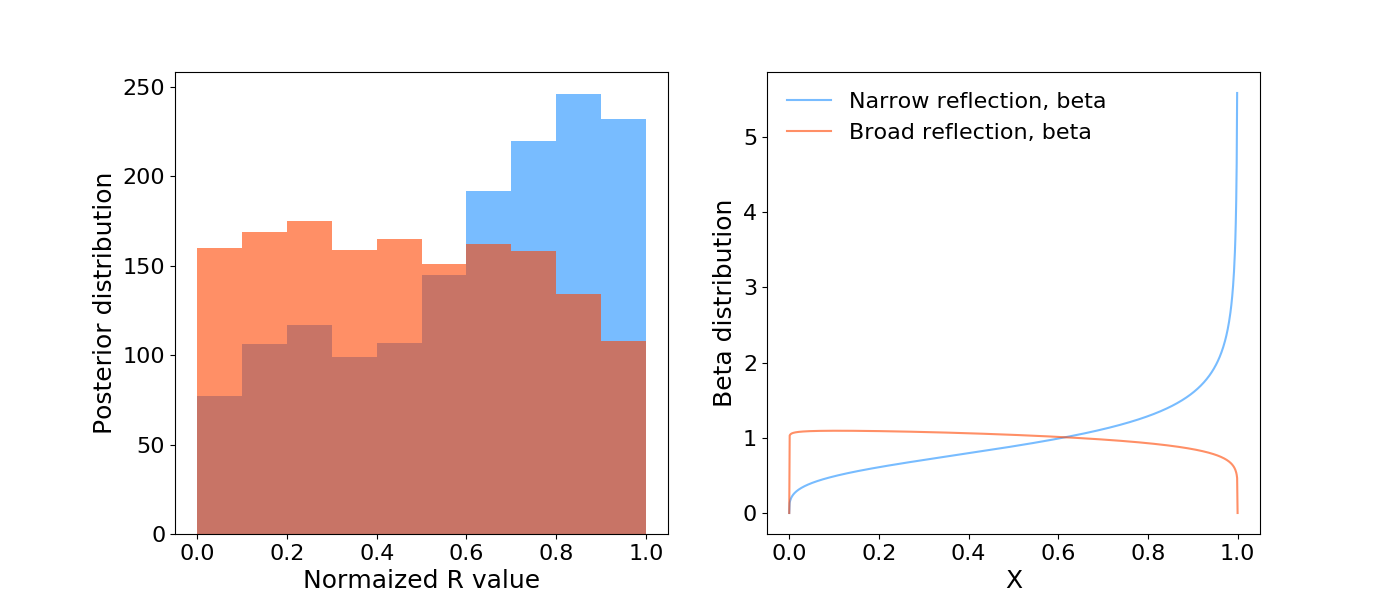 Posterior distribution
250
200
150
100
50
0
0.0 0.2 0.4 0.6 0.8 1.0
Normaized R value
Beta distribution
5
4
3
2
1
0
Narrow reflection, beta
Broad reflection, beta
0.0 0.2 0.4 0.6 0.8 1.0
X